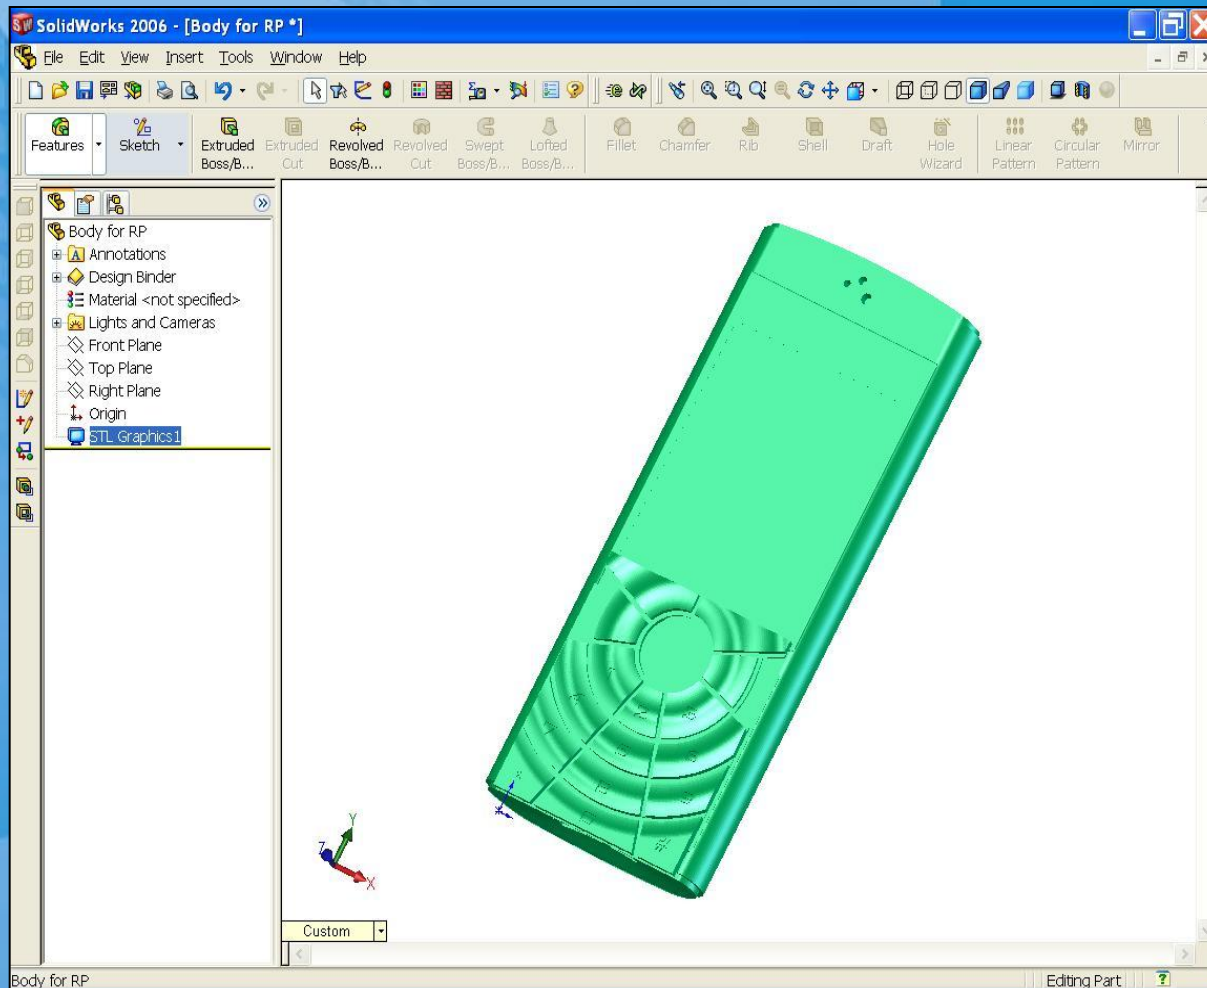 SolidWorks 2006 - [Body for RP *]
File Edit View Insert Tools Window Help
Features Sketch Extruded Boss/B... Extruded Cut Revolved Boss/B... Revolved Cut Swept Boss/B... Lofted Boss/B... Fillet Chamfer Rib Shell Draft Hole Wizard Linear Pattern Circular Pattern Mirror
Body for RP
Annotations
Design Binder
Material <not specified>
Lights and Cameras
Front Plane
Top Plane
Right Plane
Origin
STL Graphics1
Y
Z
X
Custom
Body for RP Editing Part